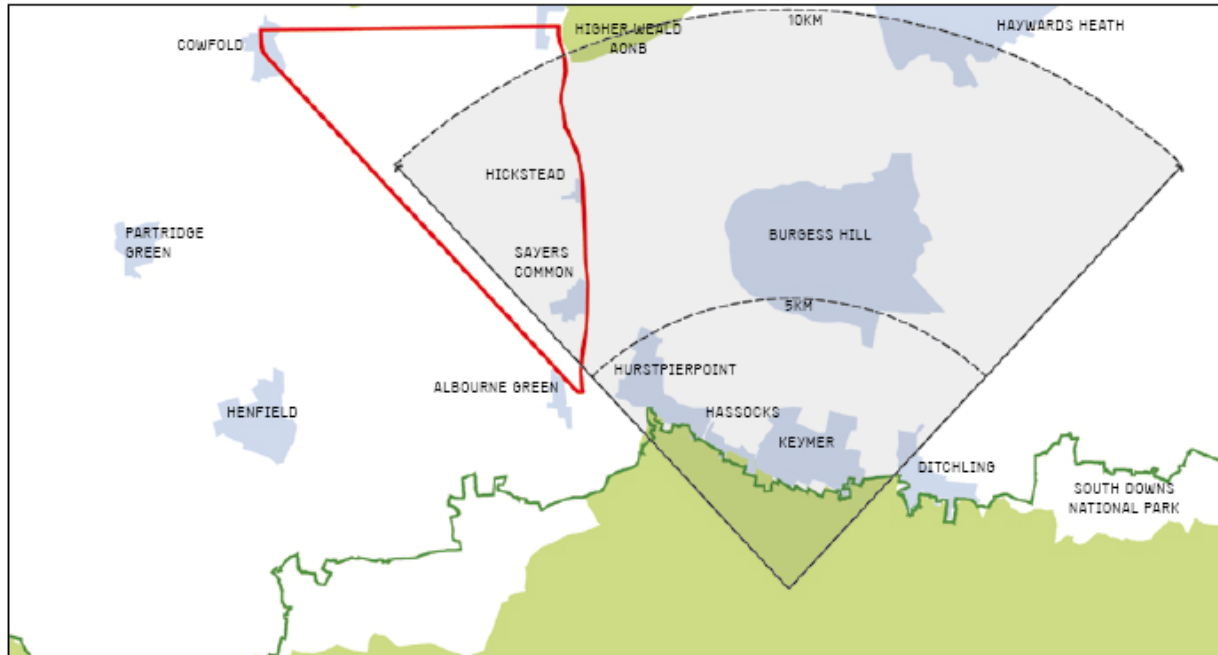 10KM
HAYWARDS HEATH
HIGHER WEALD
AONB
COWFOLD
HICKSTEAD
PARTRIDGE
GREEN
BURGESS HILL
SAYERS
COMMON
5KM
HURSTPIERPOINT
ALBOURNE GREEN
HENFIELD
HASSOCKS
KEYMER
DITCHLING
SOUTH DOWNS
NATIONAL PARK